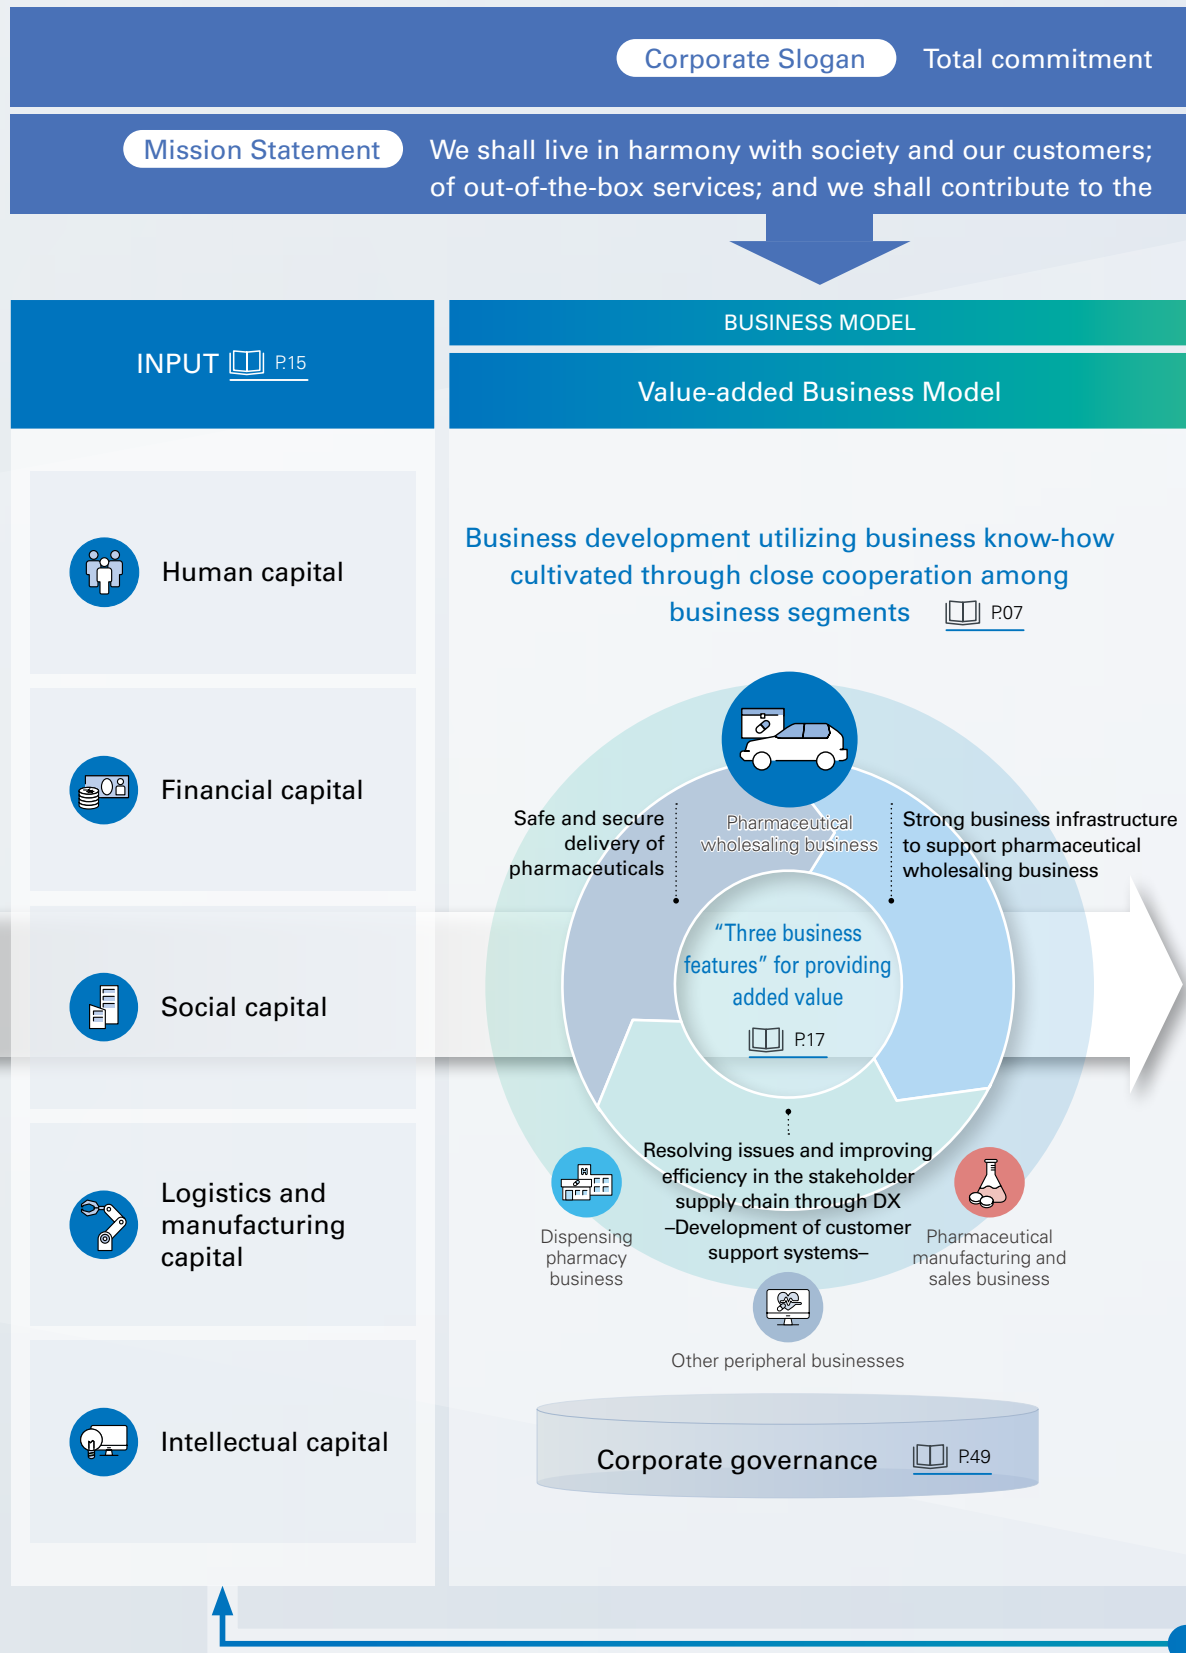 Corporate Slogan Total commitment
Mission Statement We shall live in harmony with society and our customers;
of out-of-the-box services; and we shall contribute to the
INPUT P.15
BUSINESS MODEL
Value-added Business Model
Human capital
Financial capital
Social capital
Logistics and
manufacturing
capital
Intellectual capital
Business development utilizing business know-how
cultivated through close cooperation among
business segments P.07
Pharmaceutical
wholesaling business
Safe and secure
delivery of
pharmaceuticals
Strong business infrastructure
to support pharmaceutical
wholesaling business
"Three business
features" for providing
added value
P.17
Resolving issues and improving
efficiency in the stakeholder
supply chain through DX
–Development of customer
support systems–
Dispensing
pharmacy
business
Pharmaceutical
manufacturing and
sales business
Other peripheral businesses
Corporate governance P.49